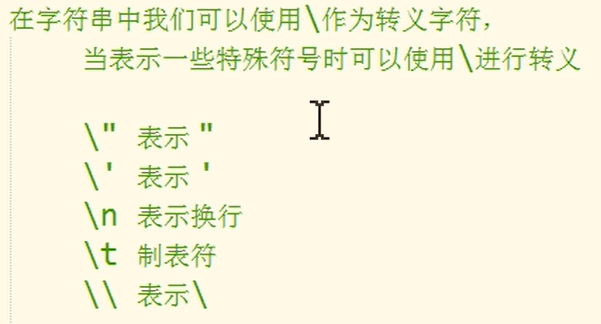 在字符串中我们可以使用\作为转义字符，
当表示一些特殊符号时可以使用\进行转义
\" 表示 "
\' 表示 '
\n 表示换行
\t 制表符
\\ 表示\